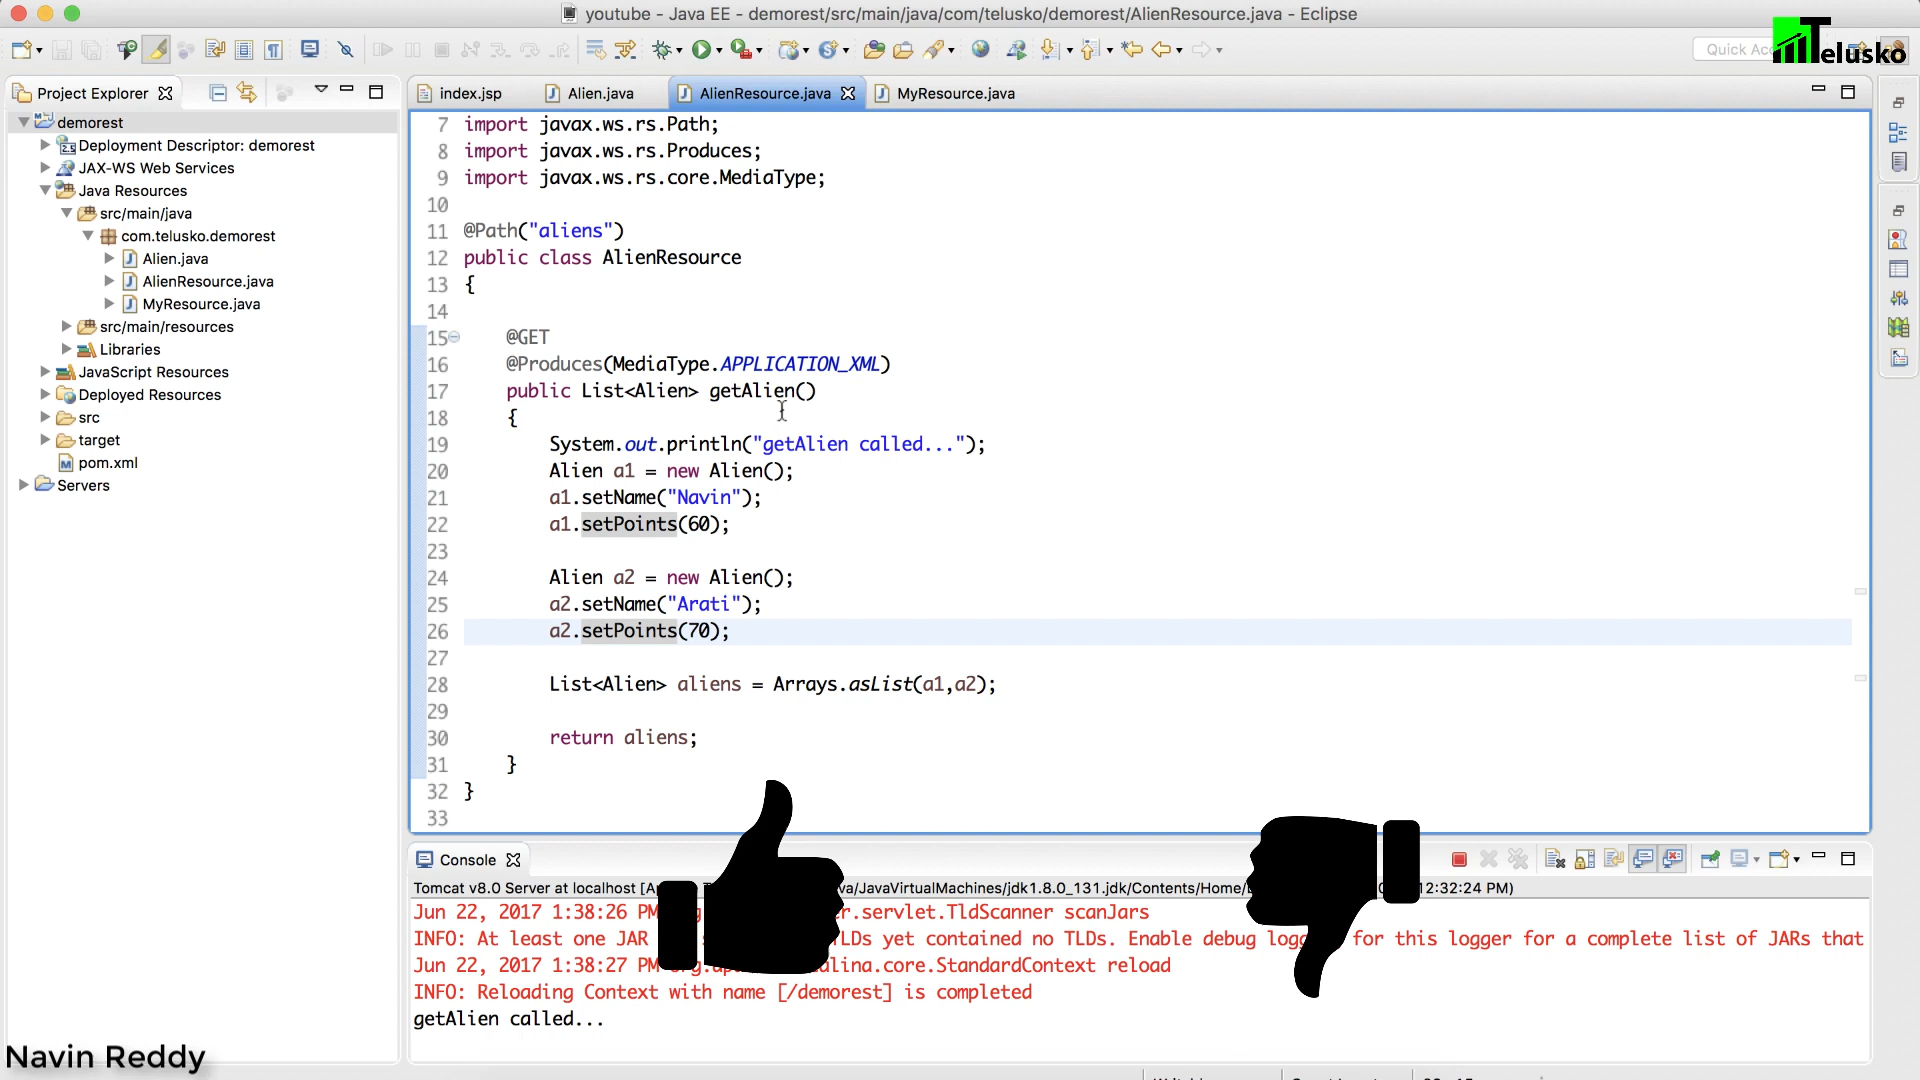 youtube - Java EE - demorest/src/main/java/com/telusko/demorest/AlienResource.java - Eclipse
Quick
Telusko
Project Explorer
index.jsp
Alien.java
AlienResource.java
MyResource.java
demorest
Deployment Descriptor: demorest
JAX-WS Web Services
Java Resources
src/main/java
com.telusko.demorest
Alien.java
AlienResource.java
MyResource.java
src/main/resources
Libraries
JavaScript Resources
Deployed Resources
src
target
pom.xml
Servers
7 import javax.ws.rs.Path;
8 import javax.ws.rs.Produces;
9 import javax.ws.rs.core.MediaType;
10
11 @Path("aliens")
12 public class AlienResource
13 {
14
15 @GET
16 @Produces(MediaType.APPLICATION_XML)
17 public List<Alien> getAlien()
18 {
19 System.out.println("getAlien called...");
20 Alien a1 = new Alien();
21 a1.setName("Navin");
22 a1.setPoints(60);
23
24 Alien a2 = new Alien();
25 a2.setName("Arati");
26 a2.setPoints(70);
27
28 List<Alien> aliens = Arrays.asList(a1,a2);
29
30 return aliens;
31 }
32 }
33
Console
Tomcat v8.0 Server at localhost /JavaVirtualMachines/jdk1.8.0_131.jdk/Contents/Home/ 12:32:24 PM)
Jun 22, 2017 1:38:26 PM .servlet.TldScanner scanJars
INFO: At least one JAR TLDs yet contained no TLDs. Enable debug for this logger for a complete list of JARs that
Jun 22, 2017 1:38:27 PM .core.StandardContext reload
INFO: Reloading Context with name [/demorest] is completed
getAlien called...
Navin Reddy